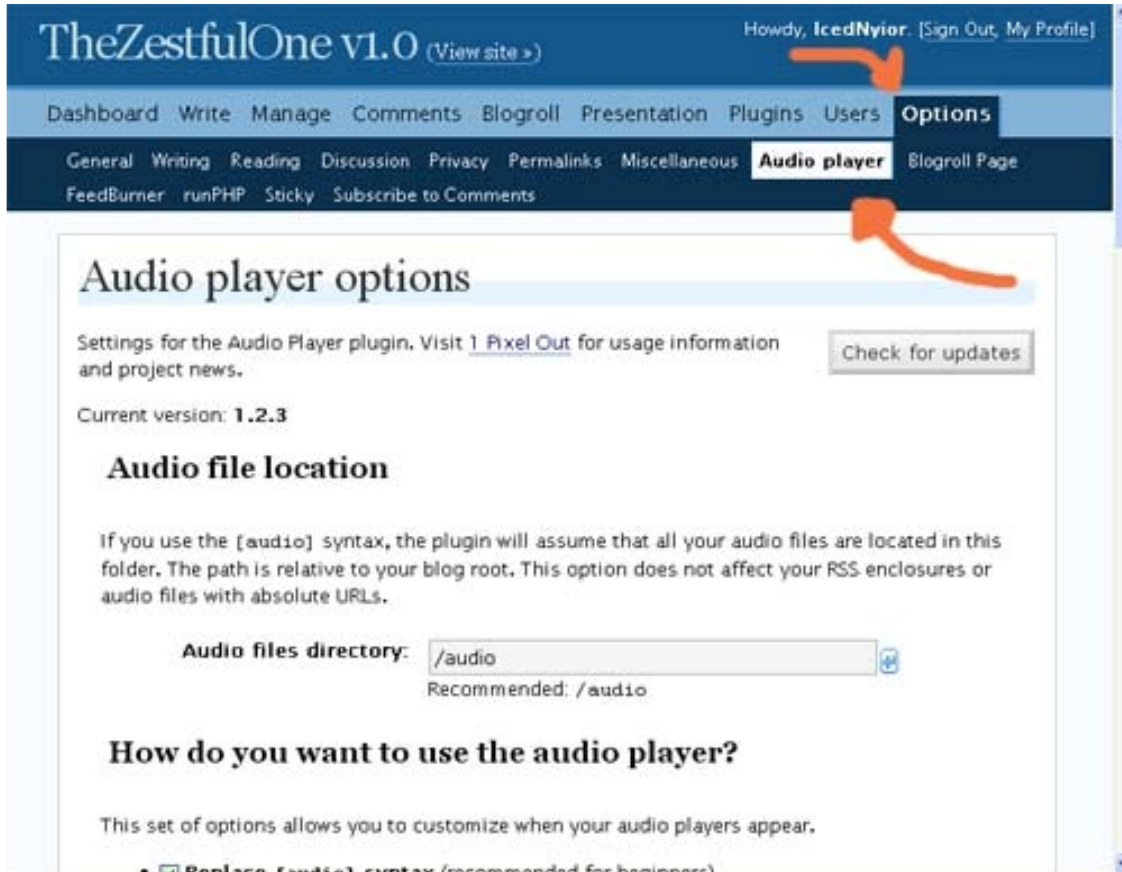 TheZestfulOne v1.0 (View site »)
Howdy, IcedNyior. [Sign Out, My Profile]
Dashboard Write Manage Comments Blogroll Presentation Plugins Users Options
General Writing Reading Discussion Privacy Permalinks Miscellaneous Audio player Blogroll Page
FeedBurner runPHP Sticky Subscribe to Comments
Audio player options
Settings for the Audio Player plugin. Visit 1 Pixel Out for usage information
and project news.
Check for updates
Current version: 1.2.3
Audio file location
If you use the [audio] syntax, the plugin will assume that all your audio files are located in this
folder. The path is relative to your blog root. This option does not affect your RSS enclosures or
audio files with absolute URLs.
Audio files directory: /audio
Recommended: /audio
How do you want to use the audio player?
This set of options allows you to customize when your audio players appear.
• Replace [audio] syntax (recommended for beginners)